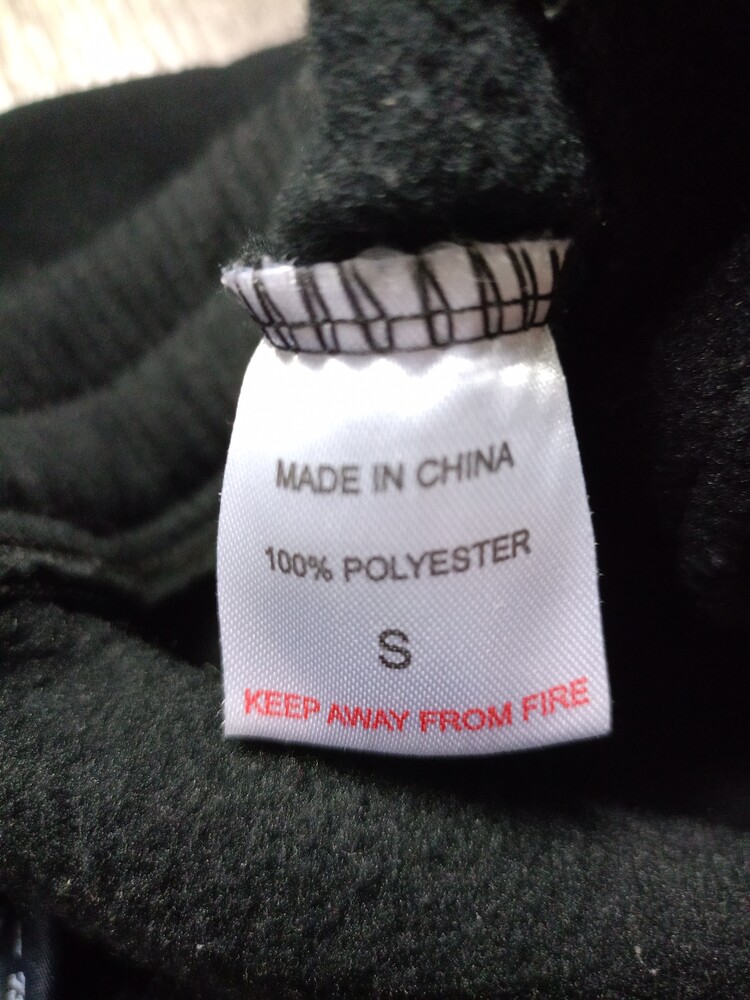 MADE IN CHINA
100% POLYESTER
S
KEEP AWAY FROM FIRE